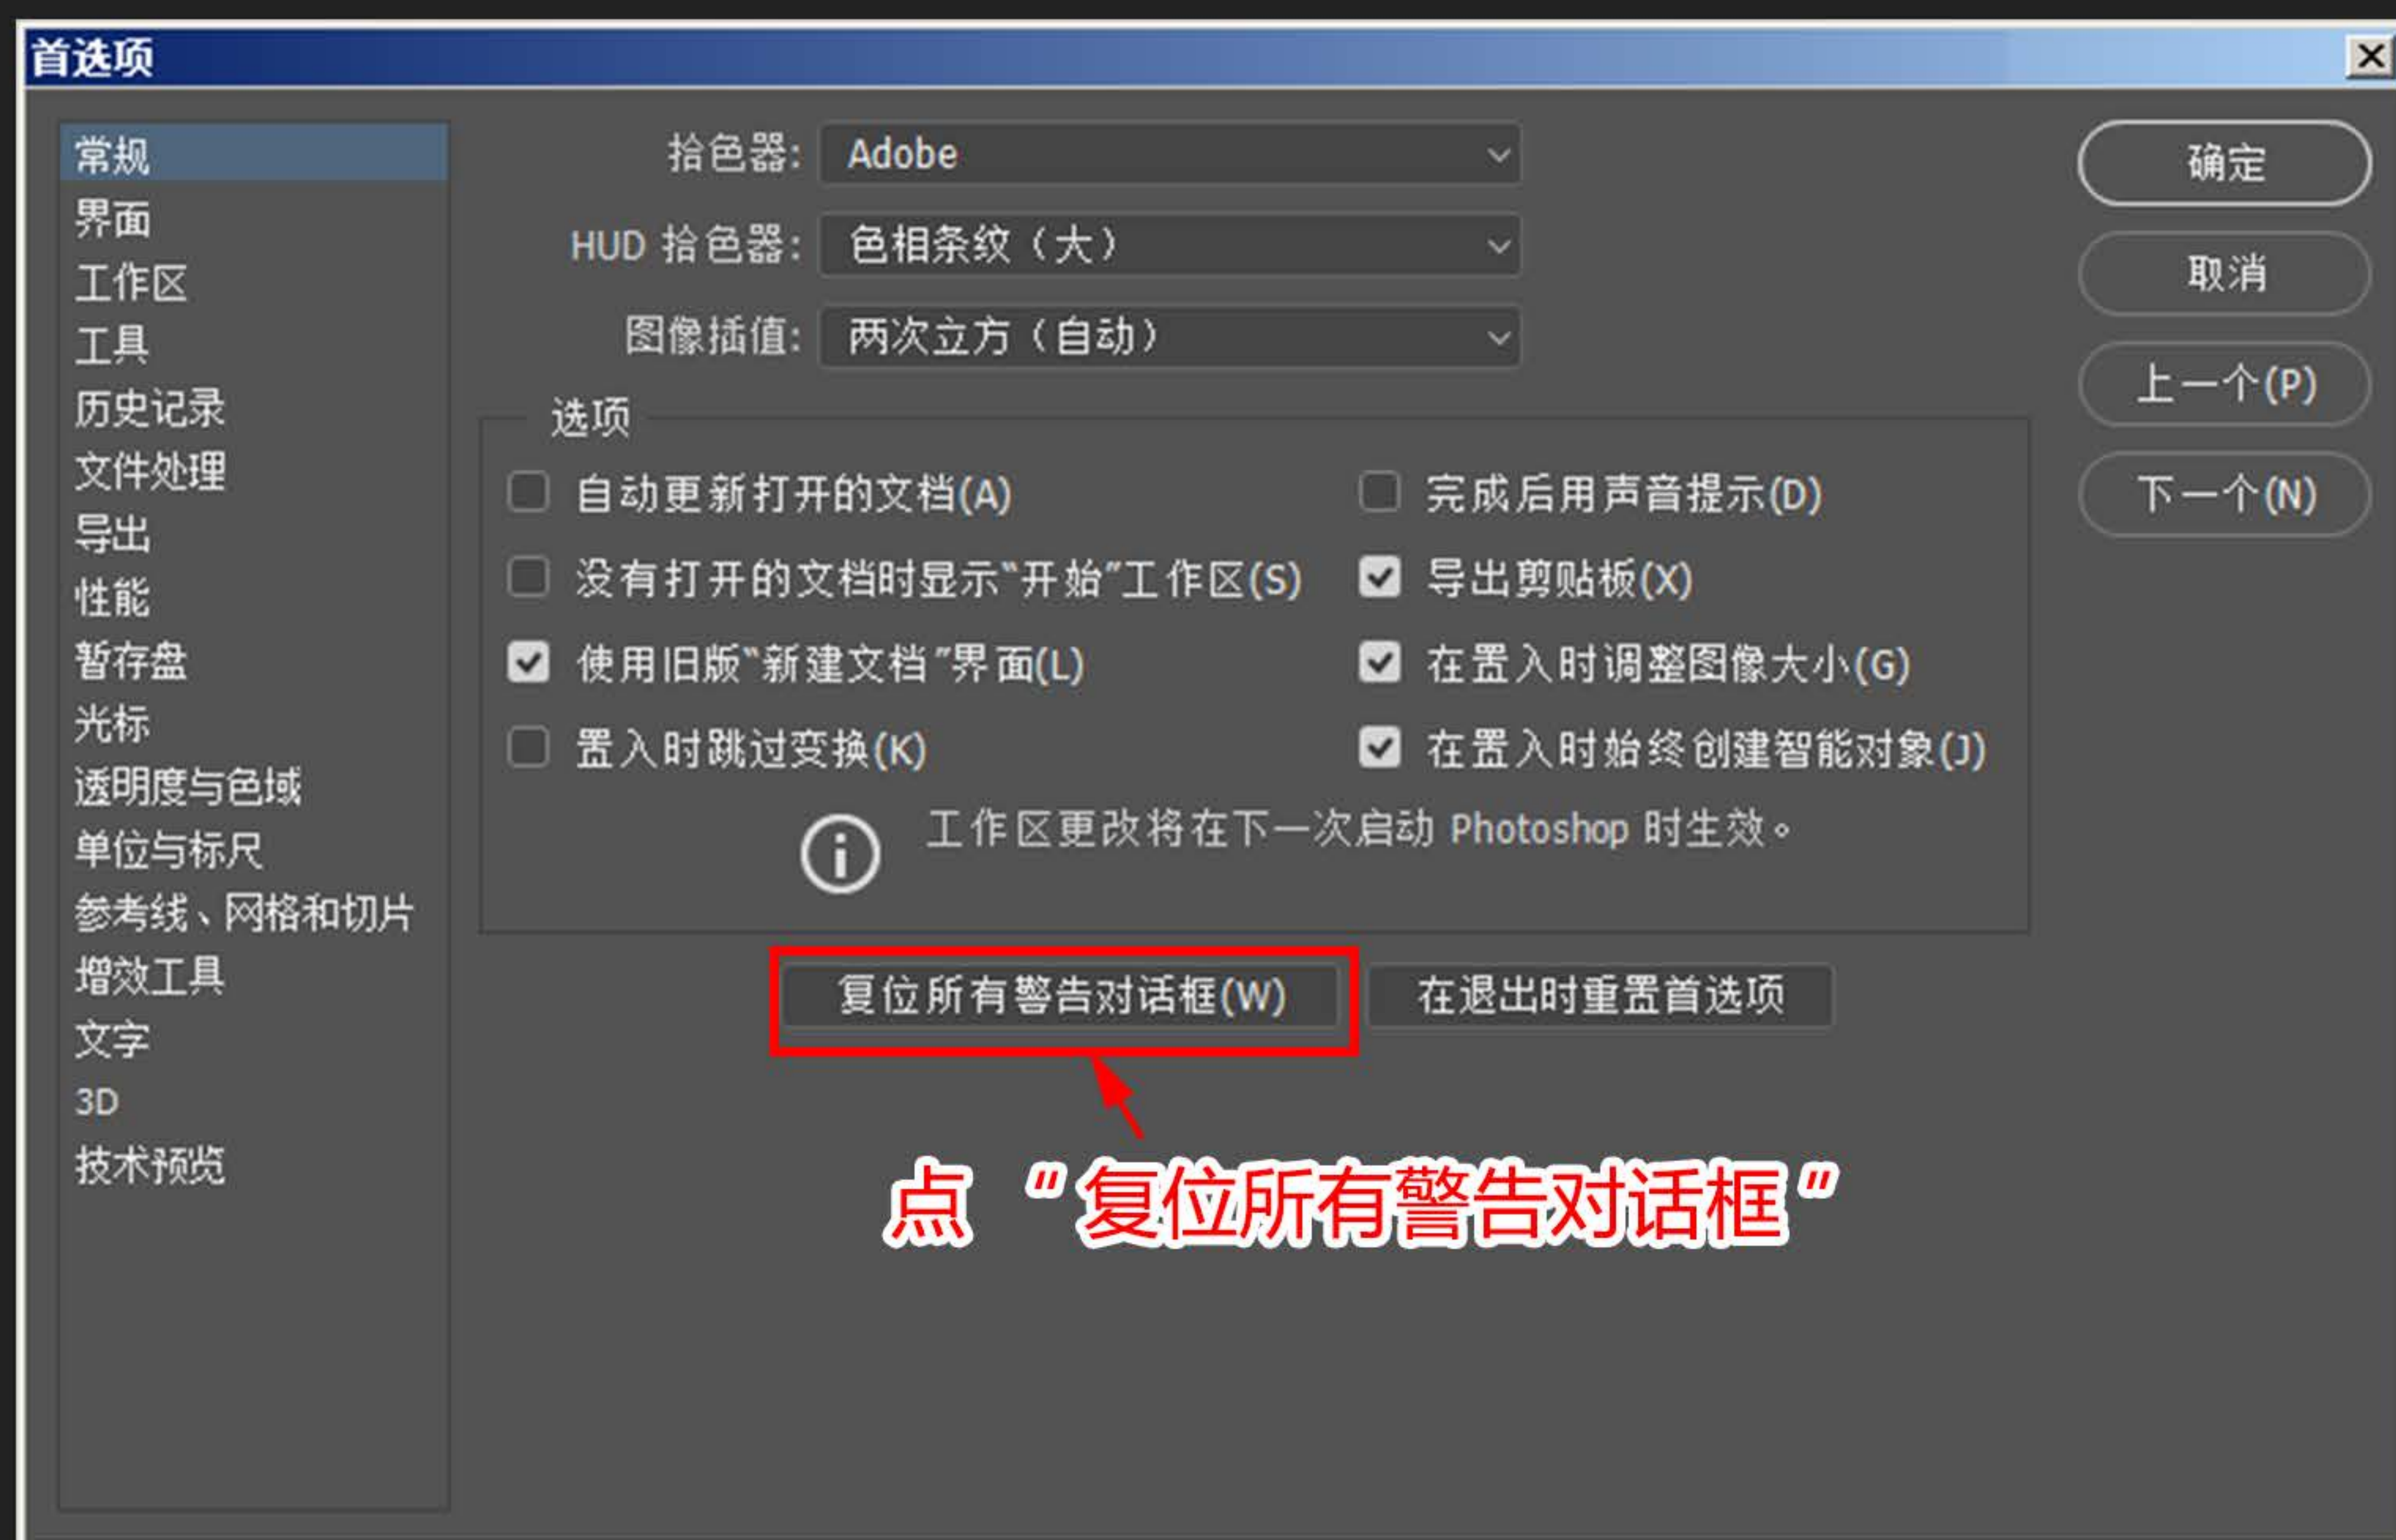 首选项
常规
界面
工作区
工具
历史记录
文件处理
导出
性能
暂存盘
光标
透明度与色域
单位与标尺
参考线、网格和切片
增效工具
文字
3D
技术预览
拾色器: Adobe
HUD 拾色器: 色相条纹（大）
图像插值: 两次立方（自动）
选项
自动更新打开的文档(A)
完成后用声音提示(D)
没有打开的文档时显示“开始”工作区(S)
导出剪贴板(X)
使用旧版“新建文档”界面(L)
在置入时调整图像大小(G)
置入时跳过变换(K)
在置入时始终创建智能对象(J)
工作区更改将在下一次启动 Photoshop 时生效。
复位所有警告对话框(W)
在退出时重置首选项
点 “复位所有警告对话框”
确定
取消
上一个(P)
下一个(N)